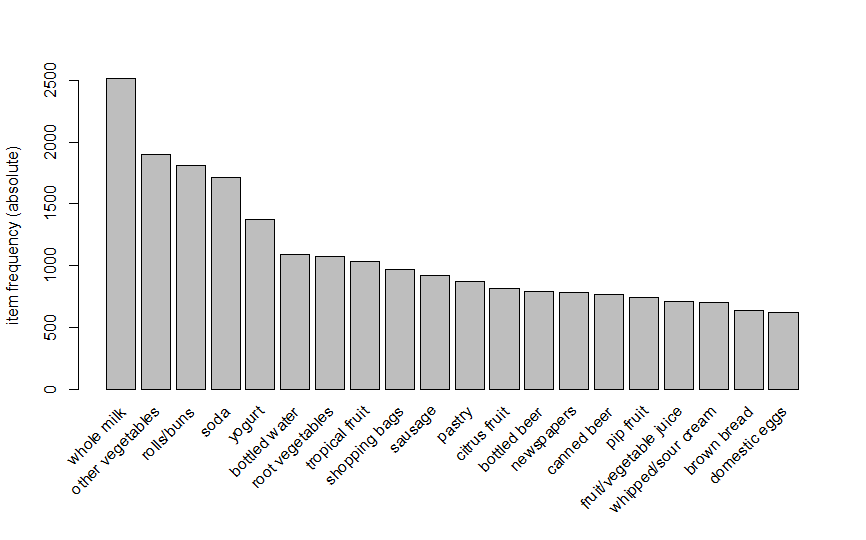 item frequency (absolute)
2500
2000
1500
1000
500
0
whole milk
other vegetables
rolls/buns
soda
yogurt
bottled water
root vegetables
tropical fruit
shopping bags
sausage
pastry
citrus fruit
bottled beer
newspapers
canned beer
pip fruit
fruit/vegetable juice
whipped/sour cream
brown bread
domestic eggs